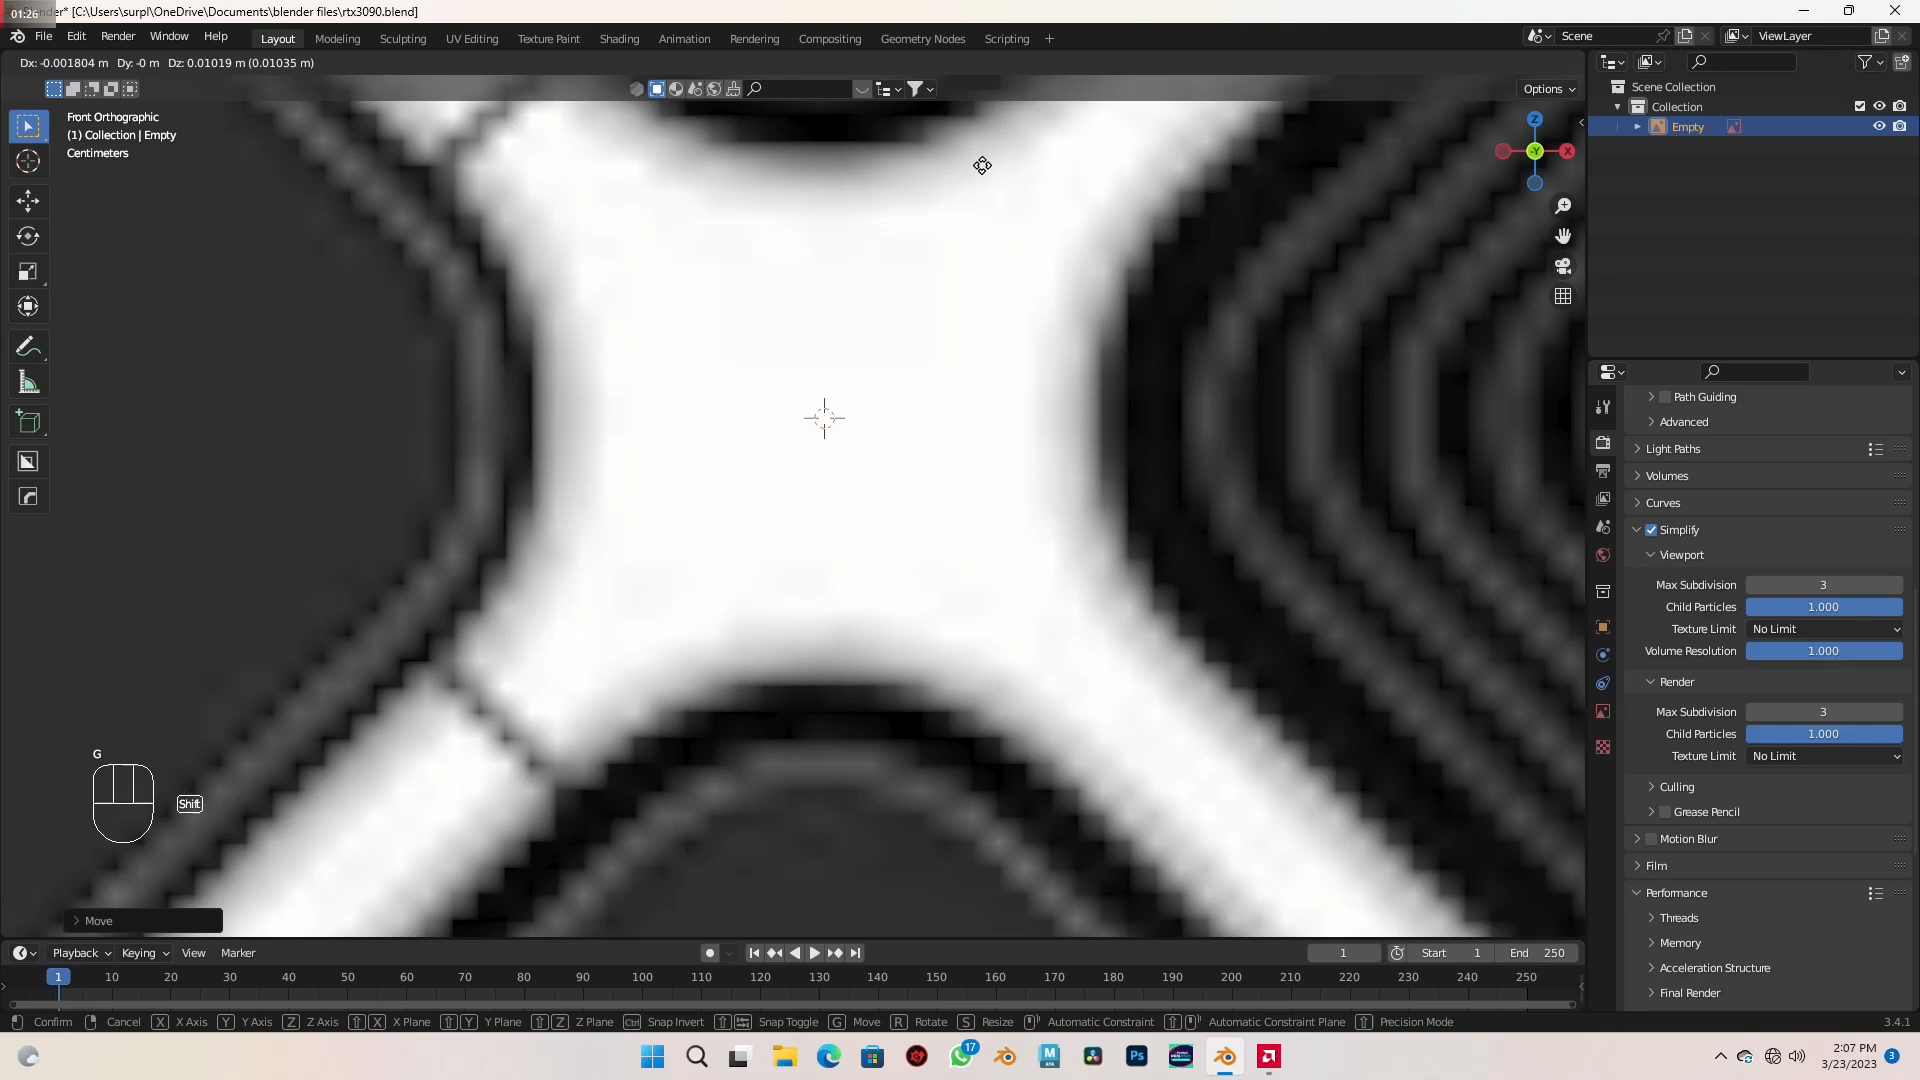 01:26
nder* [C:\Users\surpl\OneDrive\Documents\blender files\rtx3090.blend]
File Edit Render Window Help Layout Modeling Sculpting UV Editing Texture Paint Shading Animation Rendering Compositing Geometry Nodes Scripting + Scene ViewLayer
Dx: -0.001804 m Dy: -0 m Dz: 0.01019 m (0.01035 m)
Options
Front Orthographic
(1) Collection | Empty
Centimeters
Z
-Y
X
Scene Collection
Collection
Empty
Path Guiding
Advanced
Light Paths
Volumes
Curves
Simplify
Viewport
Max Subdivision 3
Child Particles 1.000
Texture Limit No Limit
Volume Resolution 1.000
Render
Max Subdivision 3
Child Particles 1.000
Texture Limit No Limit
Culling
Grease Pencil
Motion Blur
Film
Performance
Threads
Memory
Acceleration Structure
Final Render
G
Shift
Move
Playback Keying View Marker 1 Start 1 End 250
1 10 20 30 40 50 60 70 80 90 100 110 120 130 140 150 160 170 180 190 200 210 220 230 240 250
Confirm Cancel X X Axis Y Y Axis Z Z Axis X X Plane Y Y Plane Z Z Plane Ctrl Snap Invert Snap Toggle G Move R Rotate S Resize Automatic Constraint Automatic Constraint Plane Precision Mode 3.4.1
17
M
AYA
Ps
2:07 PM
3/23/2023
3